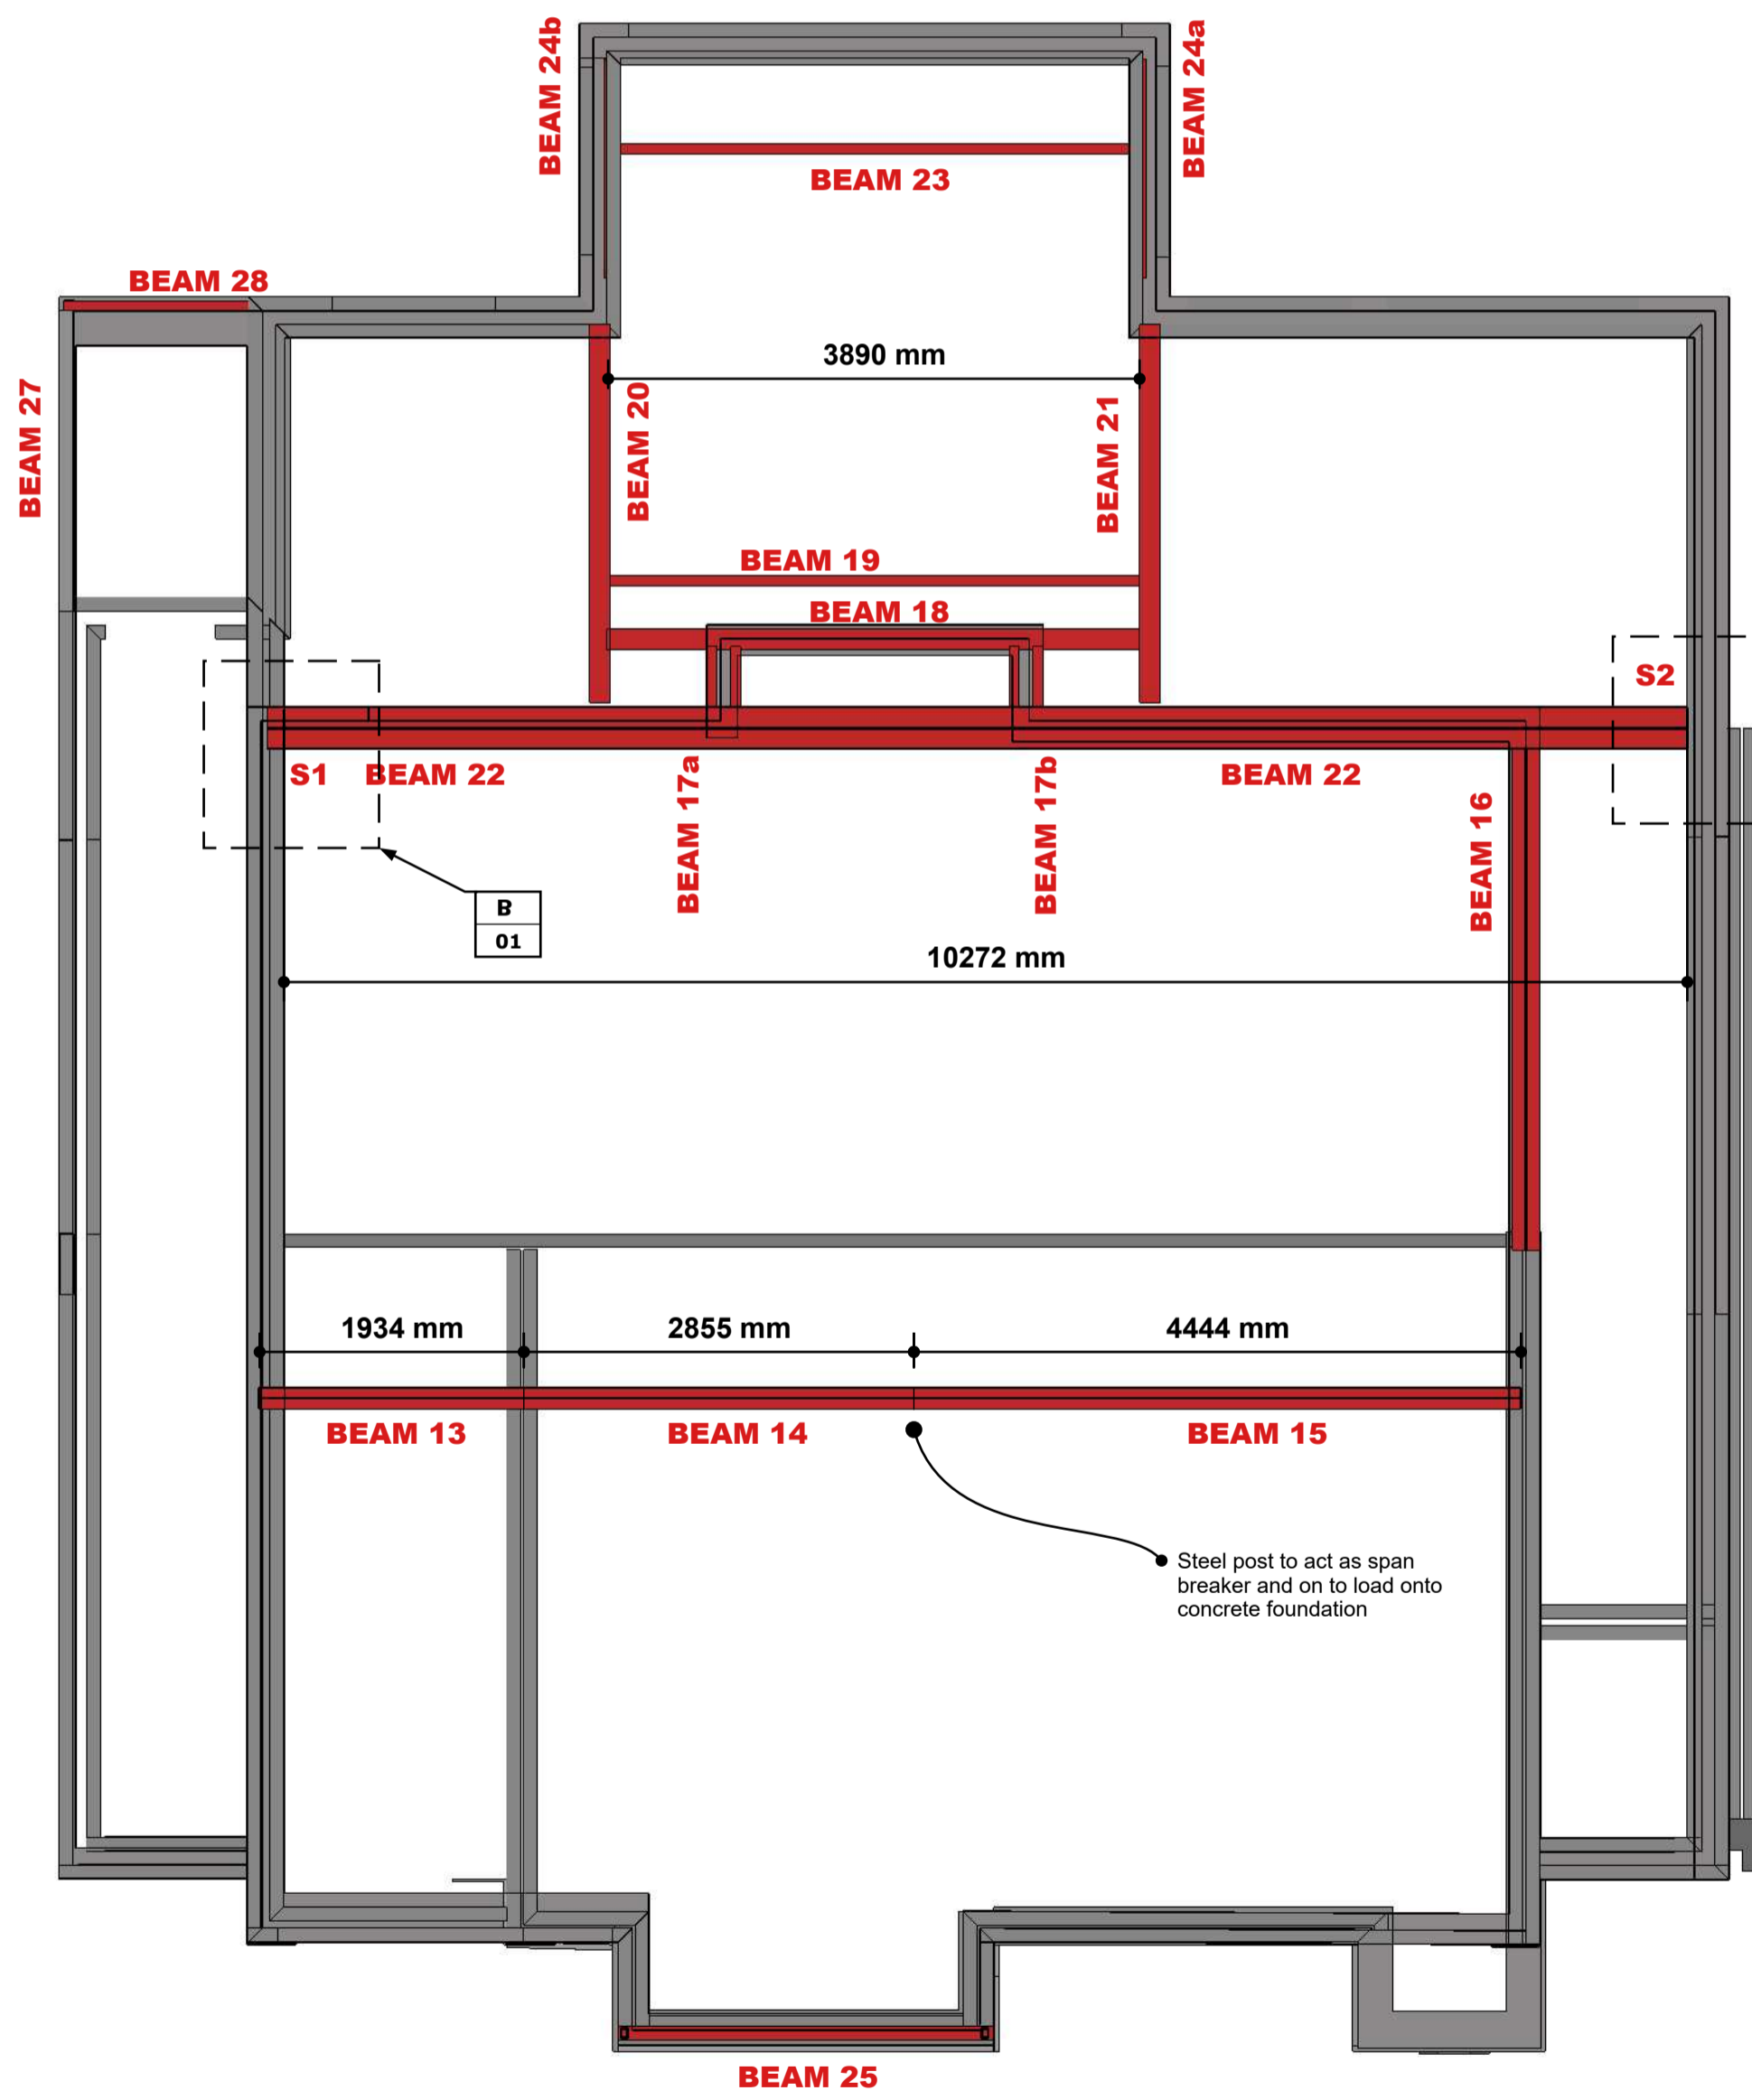 BEAM 24b
BEAM 24a
BEAM 23
BEAM 28
3890 mm
BEAM 27
BEAM 20
BEAM 21
BEAM 19
BEAM 18
S2
S1
BEAM 22
BEAM 22
BEAM 17a
BEAM 17b
BEAM 16
B
01
10272 mm
1934 mm
2855 mm
4444 mm
BEAM 13
BEAM 14
BEAM 15
Steel post to act as span
breaker and on to load onto
concrete foundation
BEAM 25